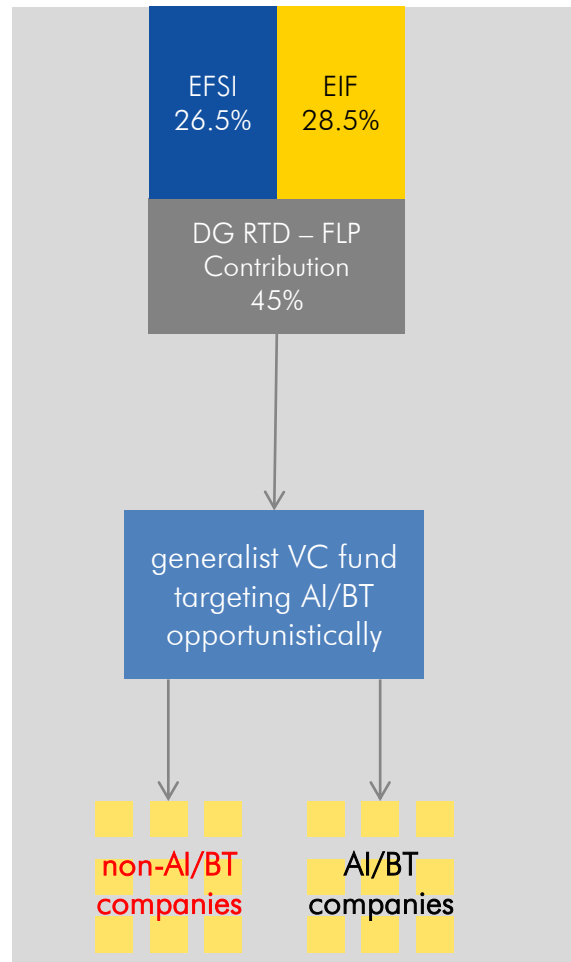 EFSI
26.5%
EIF
28.5%
DG RTD – FLP
Contribution
45%
generalist VC fund
targeting AI/BT
opportunistically
non-AI/BT
companies
AI/BT
companies